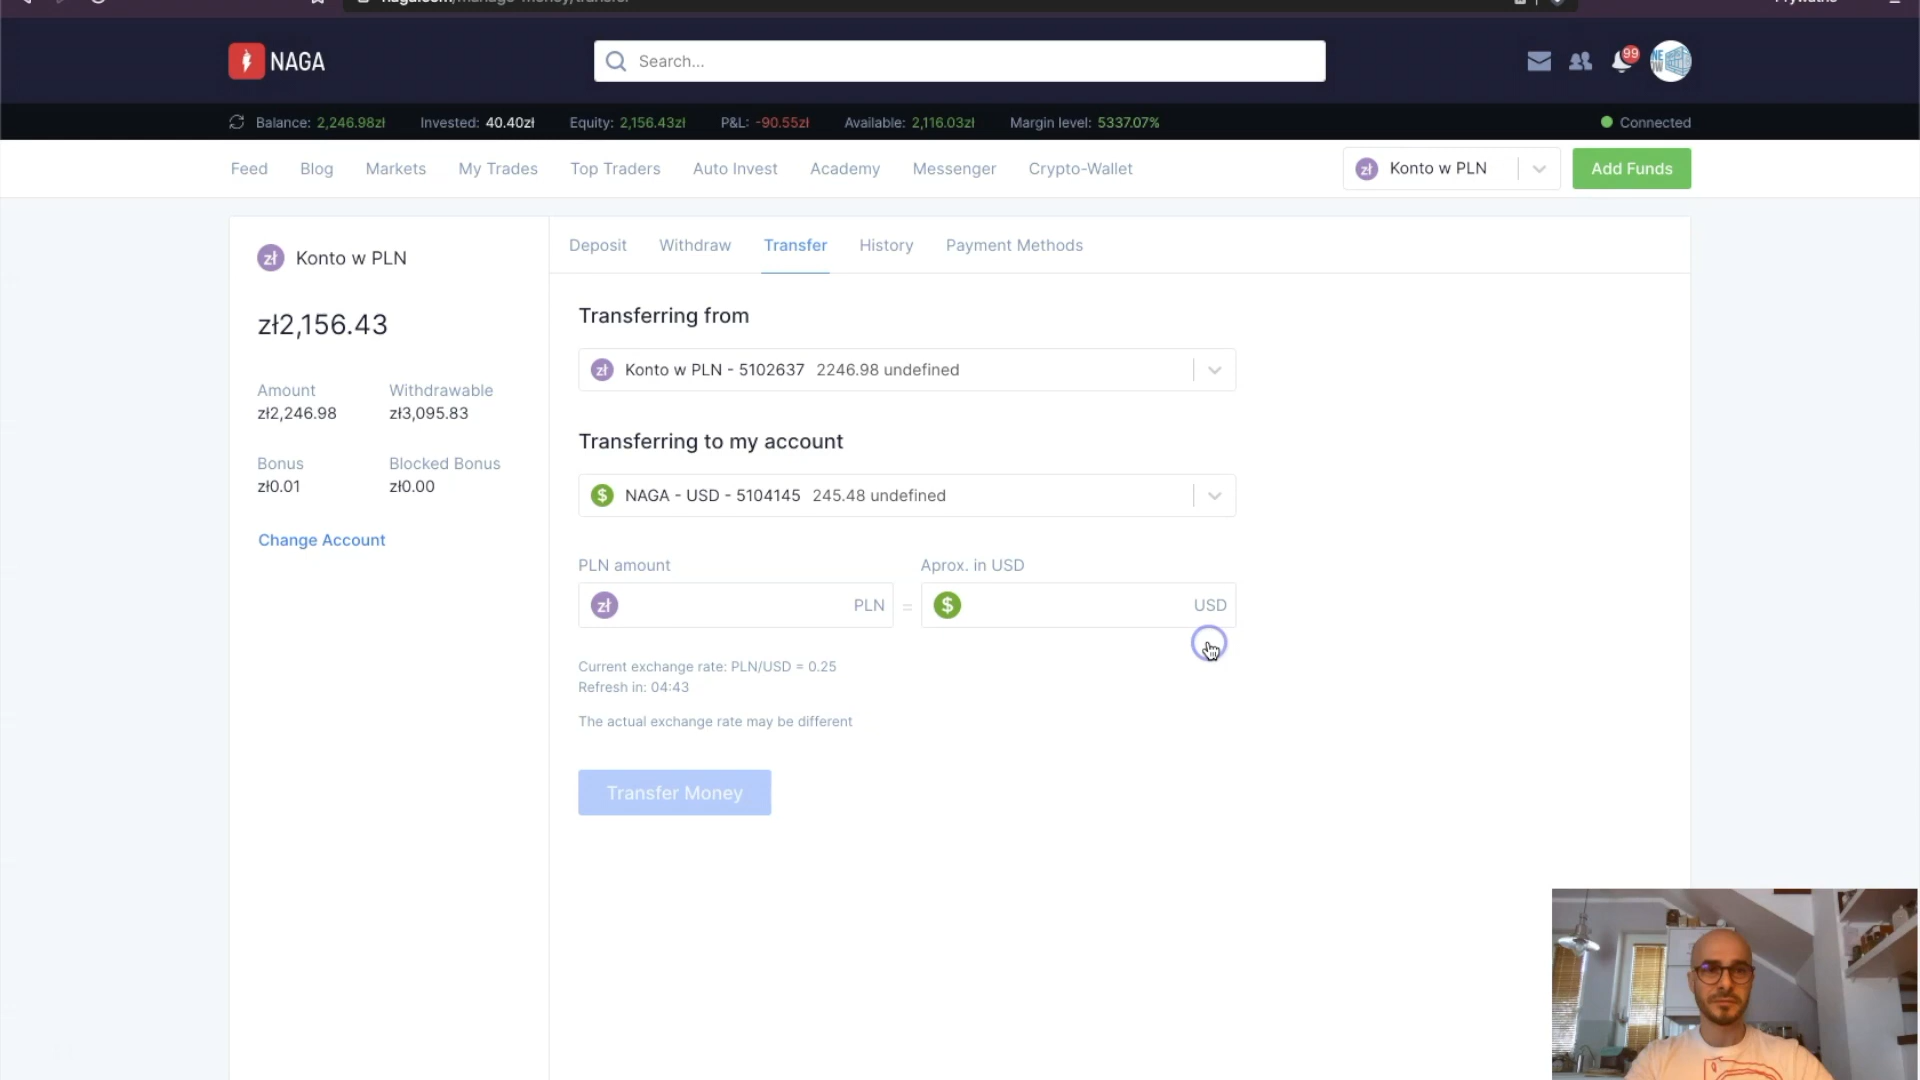 NAGA
Search...
99
Balance: 2,246.98zł Invested: 40.40zł Equity: 2,156.43zł P&L: -90.55zł Available: 2,116.03zł Margin level: 5337.07% Connected
Feed Blog Markets My Trades Top Traders Auto Invest Academy Messenger Crypto-Wallet zł Konto w PLN Add Funds
zł Konto w PLN
zł2,156.43
Amount Withdrawable
zł2,246.98 zł3,095.83
Bonus Blocked Bonus
zł0.01 zł0.00
Change Account
Deposit Withdraw Transfer History Payment Methods
Transferring from
zł Konto w PLN - 5102637 2246.98 undefined
Transferring to my account
$ NAGA - USD - 5104145 245.48 undefined
PLN amount Aprox. in USD
zł PLN = $ USD
Current exchange rate: PLN/USD = 0.25
Refresh in: 04:43
The actual exchange rate may be different
Transfer Money